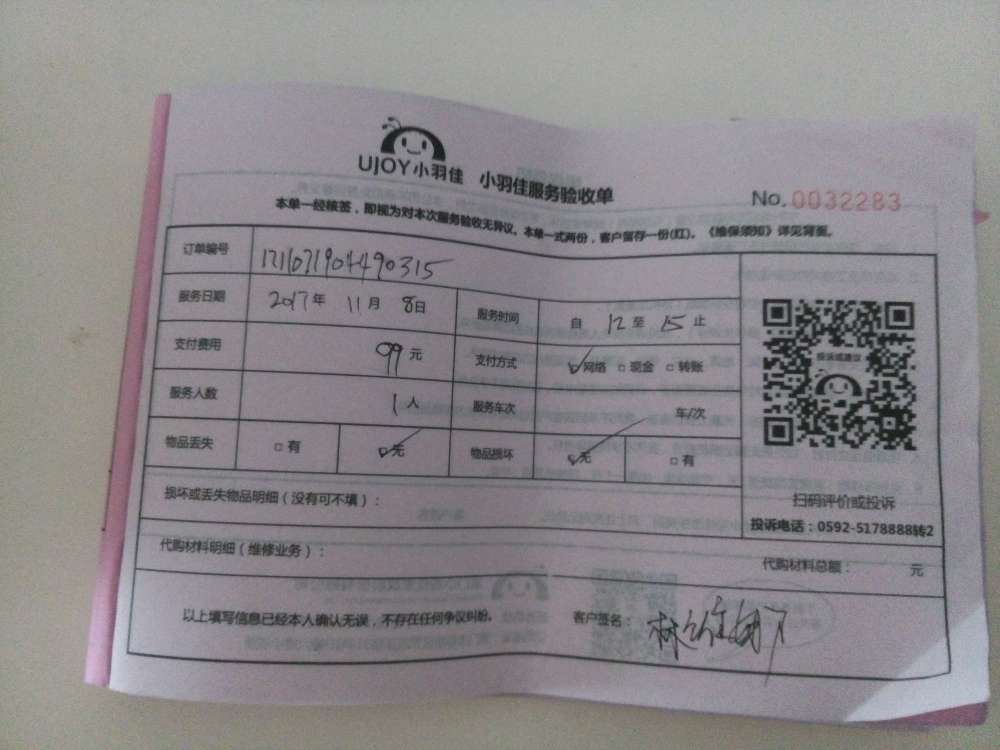 UJOY小羽佳 小羽佳服务验收单
No. 0032283
本单一经核签，即视为对本次服务验收无异议。本单一式两份，客户留存一份(红)。《维保须知》详见背面。
订单编号
服务日期 2017年 11月 8日 服务时间 自 12 至 15 止
支付费用 99元 支付方式 ☑网络 □现金 □转账
服务人数 1人 服务车次 车/次
物品丢失 □有 ☑无 物品损坏 ☑无 □有
投诉或建议
扫码评价或投诉
投诉电话：0592-5178888转2
损坏或丢失物品明细（没有可不填）：
代购材料明细（维修业务）： 代购材料总额： 元
以上填写信息已经本人确认无误，不存在任何争议纠纷。 客户签名：